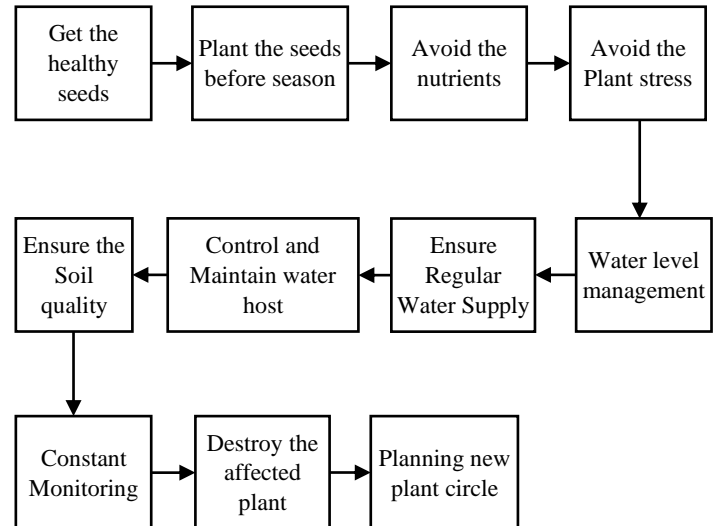 Get the
healthy
seeds
Plant the seeds
before season
Avoid the
nutrients
Avoid the
Plant stress
Water level
management
Ensure
Regular
Water Supply
Control and
Maintain water
host
Ensure the
Soil
quality
Constant
Monitoring
Destroy the
affected
plant
Planning new
plant circle